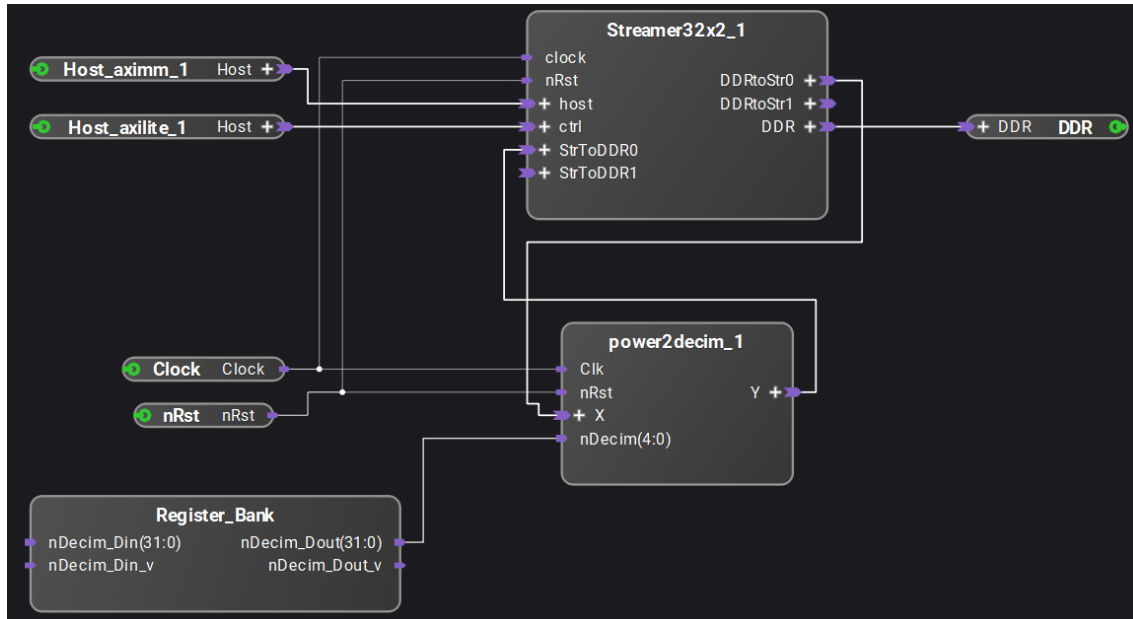 Streamer32x2_1
clock
nRst
DDRtoStr0 +
+ host
DDRtoStr1 +
+ ctrl
DDR +
+ StrToDDR0
+ StrToDDR1
Host_aximm_1 Host +
Host_axilite_1 Host +
+ DDR DDR
power2decim_1
Clk
nRst
Y +
+ X
nDecim(4:0)
Clock Clock
nRst nRst
Register_Bank
nDecim_Din(31:0) nDecim_Dout(31:0)
nDecim_Din_v nDecim_Dout_v